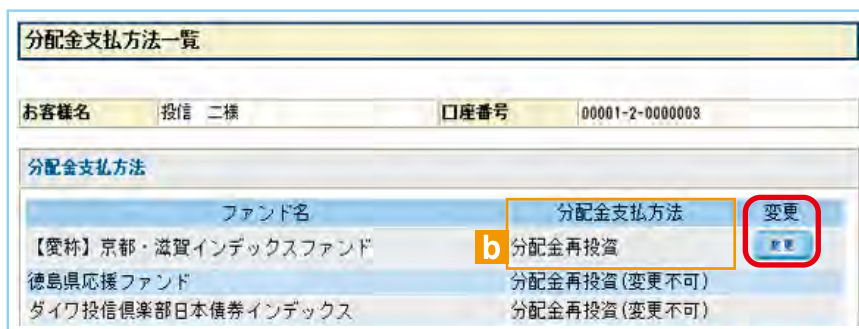 分配金支払方法一覧
お客様名 投信 二様 口座番号 00001-2-0000003
分配金支払方法
ファンド名 分配金支払方法 変更
【愛称】京都・滋賀インデックスファンド b 分配金再投資 変更
徳島県応援ファンド 分配金再投資(変更不可)
ダイワ投信倶楽部日本債券インデックス 分配金再投資(変更不可)